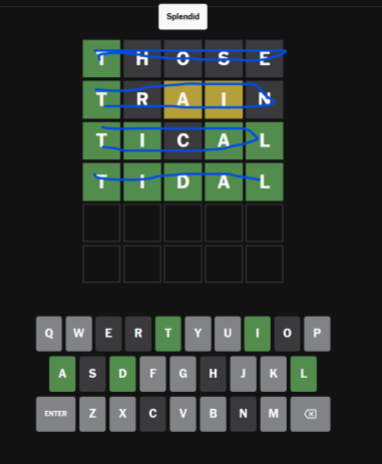 Splendid
T H O S E
T R A I N
T I C A L
T I D A L
Q W E R T Y U I O P
A S D F G H J K L
ENTER Z X C V B N M